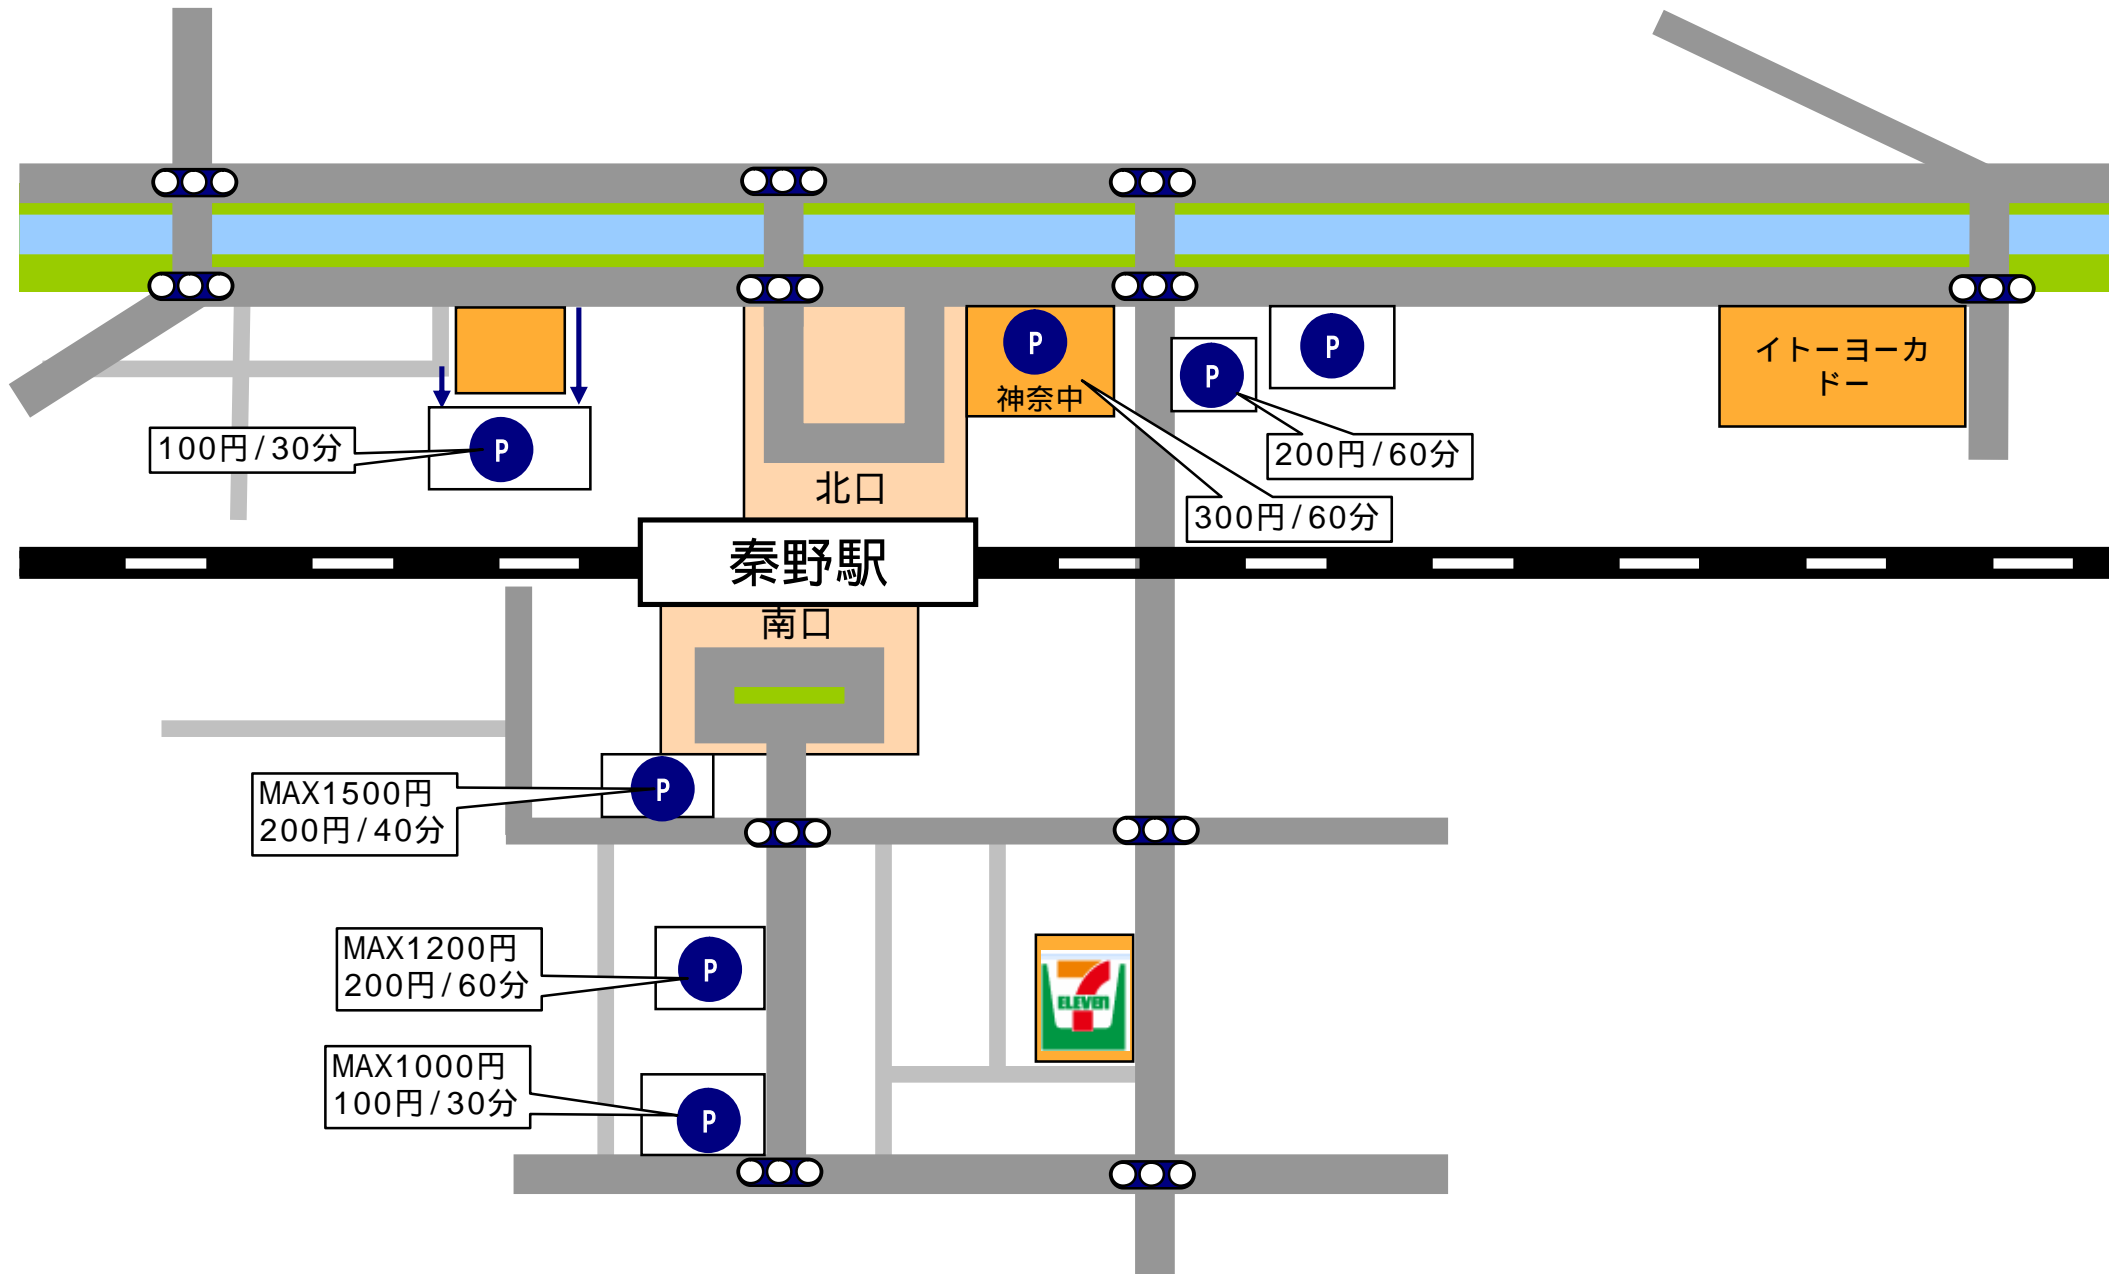 P
P
P
イトーヨーカ
ドー
神奈中
P
100円/30分
200円/60分
北口
300円/60分
秦野駅
南口
MAX1500円
200円/40分
P
MAX1200円
200円/60分
P
7
ELEVEN
MAX1000円
100円/30分
P